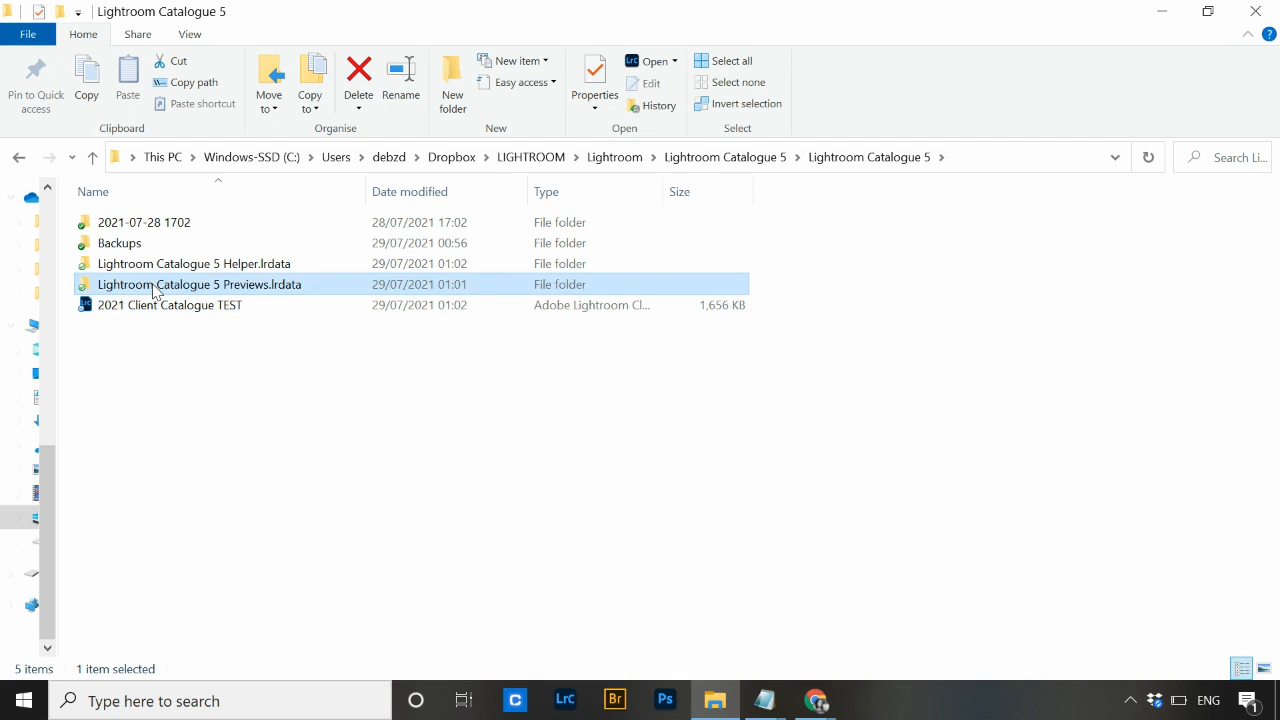 Lightroom Catalogue 5
File Home Share View
Pin to Quick access
Copy
Paste
Cut
Copy path
Paste shortcut
Clipboard
Move to
Copy to
Delete
Rename
Organise
New folder
New item
Easy access
New
Properties
LrC Open
Edit
History
Open
Select all
Select none
Invert selection
Select
This PC > Windows-SSD (C:) > Users > debzd > Dropbox > LIGHTROOM > Lightroom > Lightroom Catalogue 5 > Lightroom Catalogue 5 >
Search Li...
Name Date modified Type Size
2021-07-28 1702 28/07/2021 17:02 File folder
Backups 29/07/2021 00:56 File folder
Lightroom Catalogue 5 Helper.lrdata 29/07/2021 01:02 File folder
Lightroom Catalogue 5 Previews.lrdata 29/07/2021 01:01 File folder
2021 Client Catalogue TEST 29/07/2021 01:02 Adobe Lightroom Cl... 1,656 KB
5 items 1 item selected
Type here to search
C LrC Br Ps
ENG
1